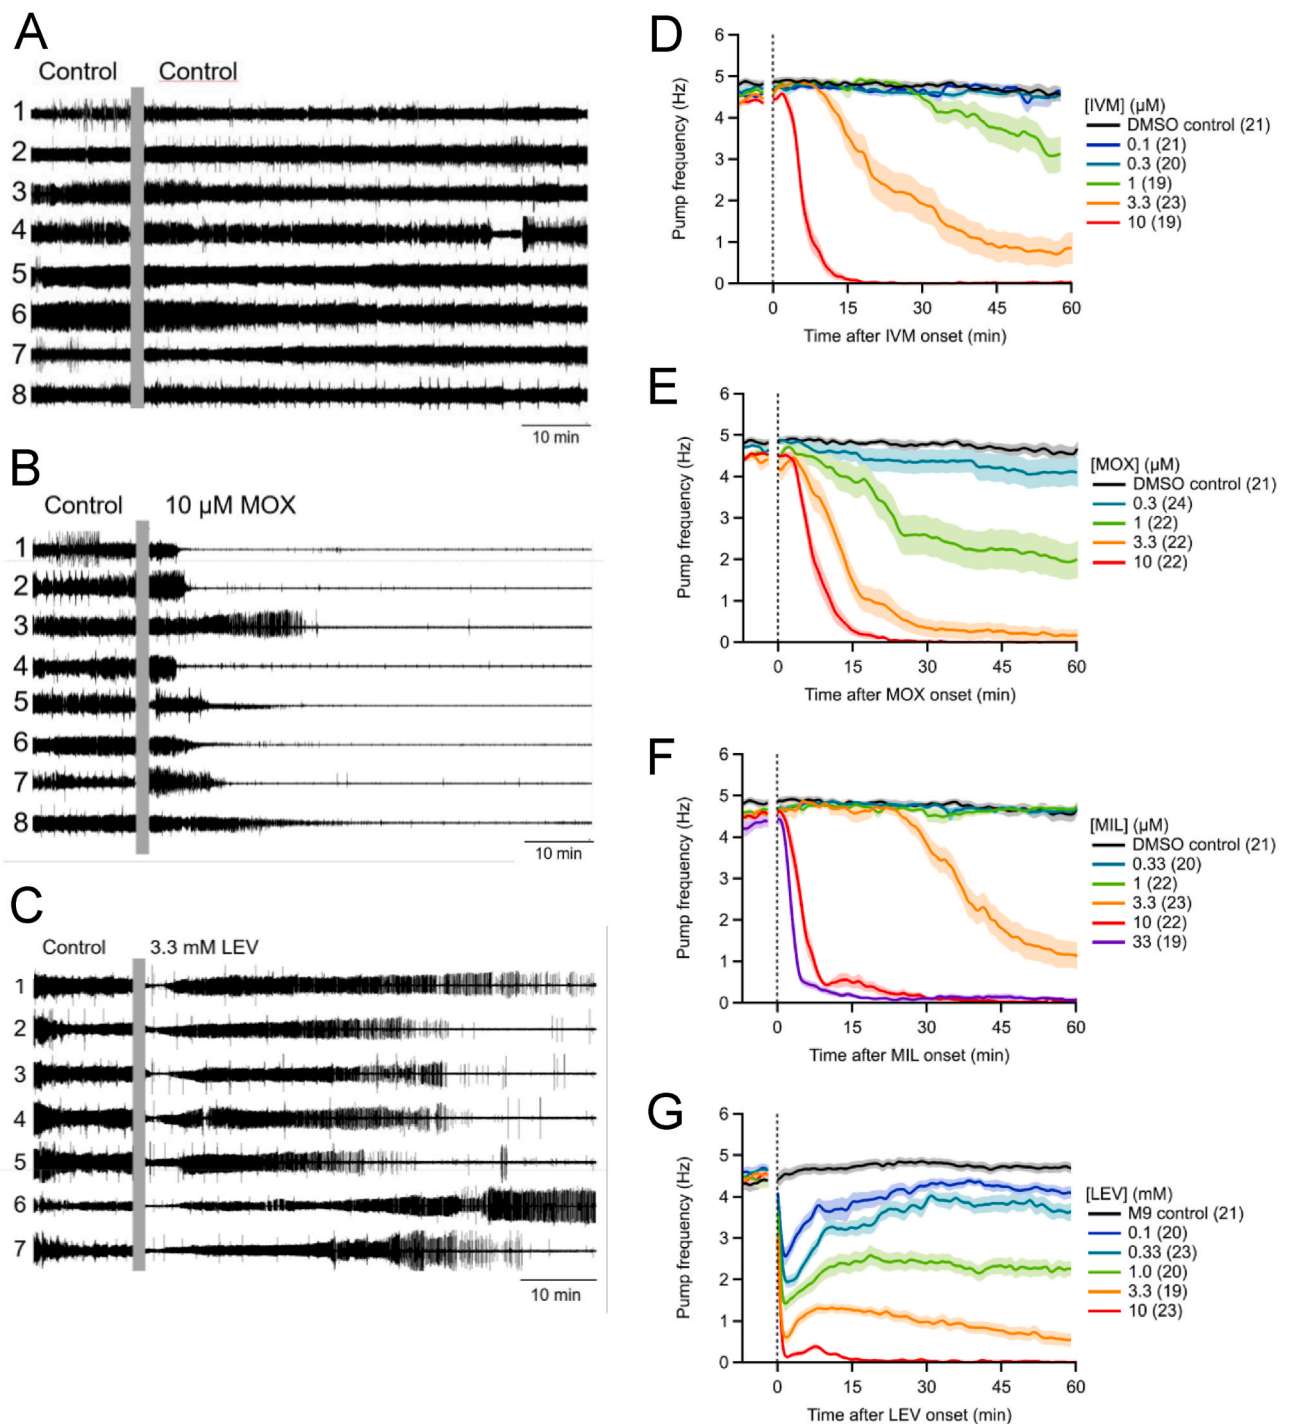 A
Control Control
1
2
3
4
5
6
7
8
10 min
B
Control 10 µM MOX
1
2
3
4
5
6
7
8
10 min
C
Control 3.3 mM LEV
1
2
3
4
5
6
7
10 min
D
6
5
4
3
2
1
0
Pump frequency (Hz)
0 15 30 45 60
Time after IVM onset (min)
[IVM] (µM)
DMSO control (21)
0.1 (21)
0.3 (20)
1 (19)
3.3 (23)
10 (19)
E
6
5
4
3
2
1
0
Pump frequency (Hz)
0 15 30 45 60
Time after MOX onset (min)
[MOX] (µM)
DMSO control (21)
0.3 (24)
1 (22)
3.3 (22)
10 (22)
F
6
5
4
3
2
1
0
Pump frequency (Hz)
0 15 30 45 60
Time after MIL onset (min)
[MIL] (µM)
DMSO control (21)
0.33 (20)
1 (22)
3.3 (23)
10 (22)
33 (19)
G
6
5
4
3
2
1
0
Pump frequency (Hz)
0 15 30 45 60
Time after LEV onset (min)
[LEV] (mM)
M9 control (21)
0.1 (20)
0.33 (23)
1.0 (20)
3.3 (19)
10 (23)